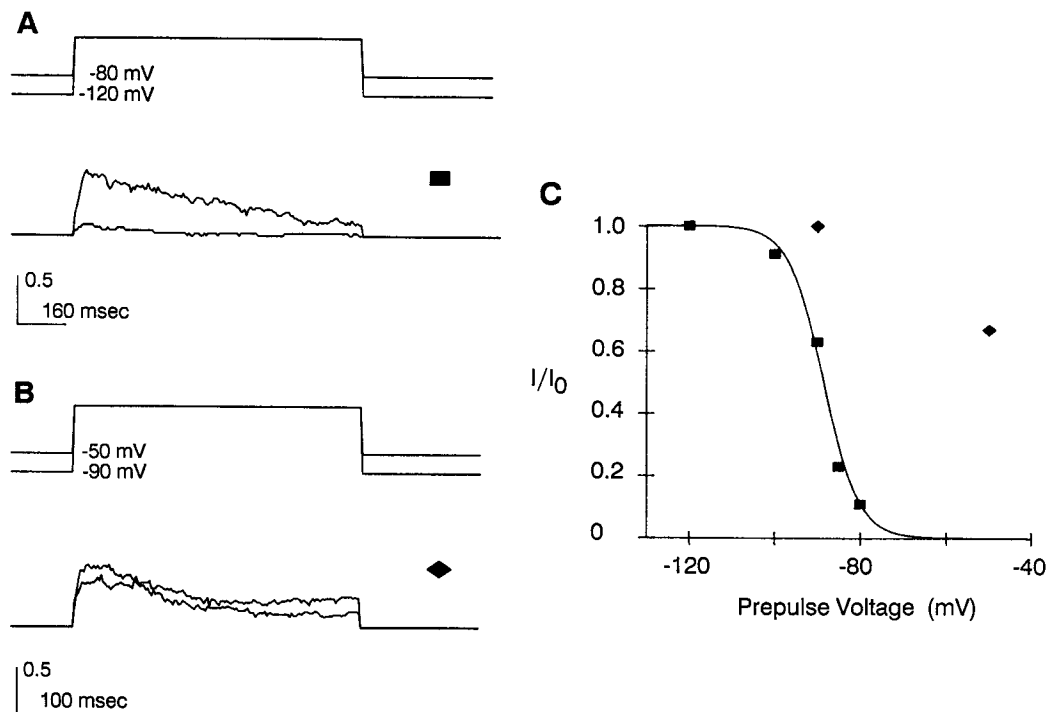 A
-80 mV
-120 mV
0.5
160 msec
B
-50 mV
-90 mV
0.5
100 msec
C
1.0
0.8
0.6
0.4
0.2
0
I/I0
-120
-80
-40
Prepulse Voltage (mV)